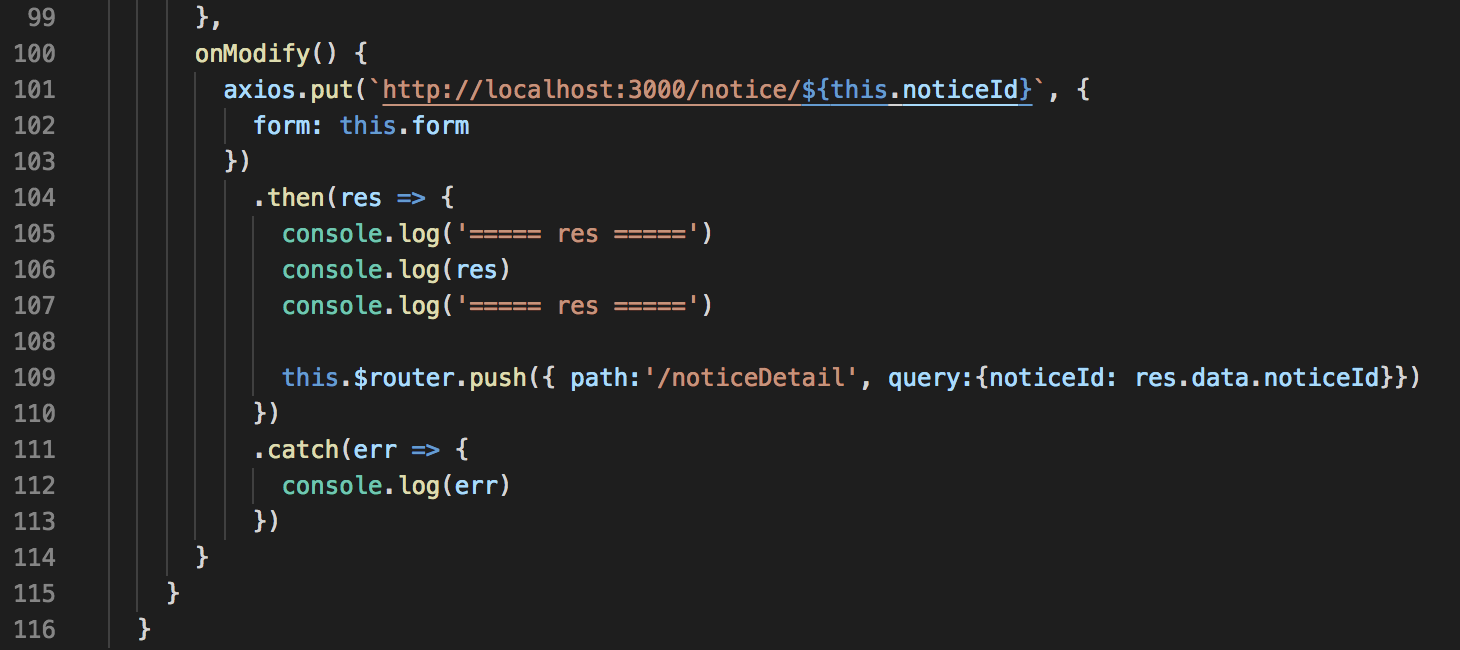 99 },
100 onModify() {
101 axios.put(`http://localhost:3000/notice/${this.noticeId}`, {
102 form: this.form
103 })
104 .then(res => {
105 console.log('===== res =====')
106 console.log(res)
107 console.log('===== res =====')
108
109 this.$router.push({ path:'/noticeDetail', query:{noticeId: res.data.noticeId}})
110 })
111 .catch(err => {
112 console.log(err)
113 })
114 }
115 }
116 }